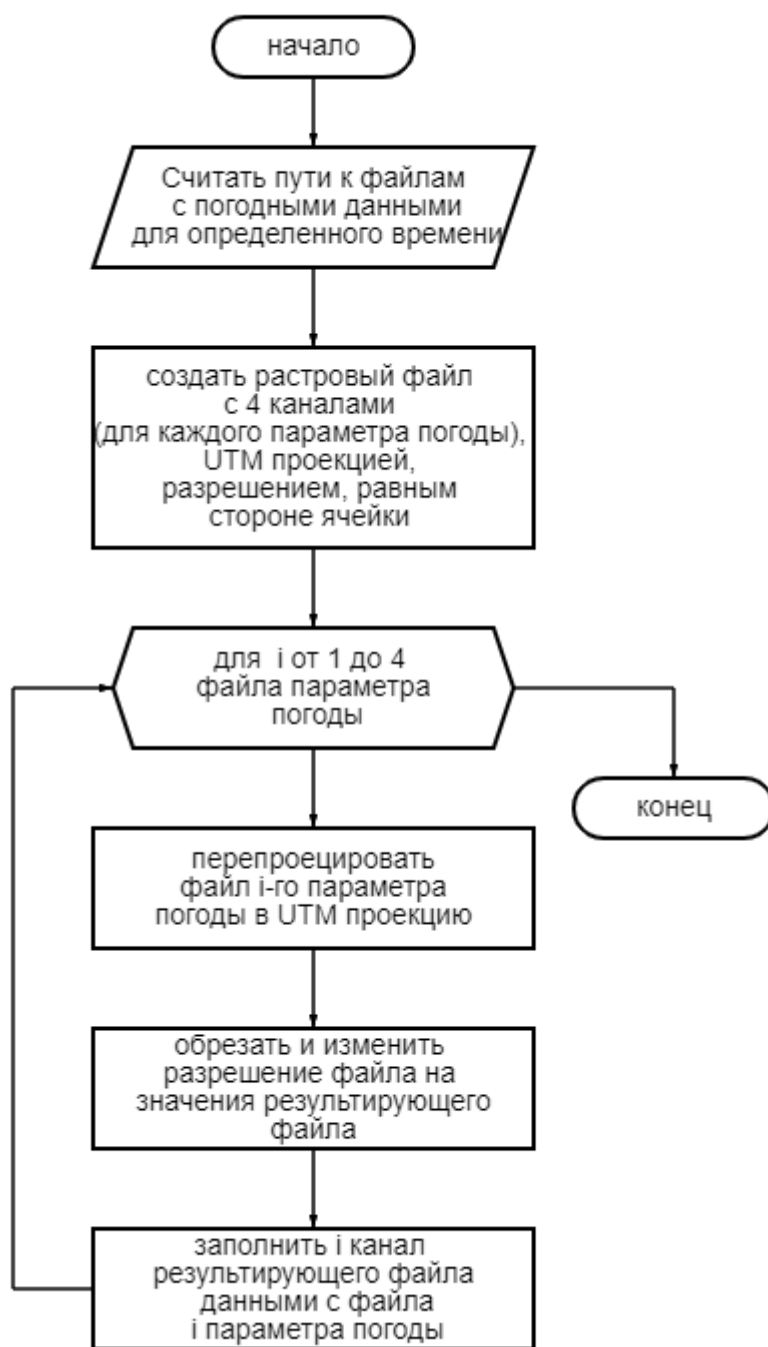 начало
Считать пути к файлам
с погодными данными
для определенного времени
создать растровый файл
с 4 каналами
(для каждого параметра погоды),
UTM проекцией,
разрешением, равным
стороне ячейки
для i от 1 до 4
файла параметра
погоды
конец
перепроецировать
файл i-го параметра
погоды в UTM проекцию
обрезать и изменить
разрешение файла на
значения результирующего
файла
заполнить i канал
результирующего файла
данными с файла
i параметра погоды